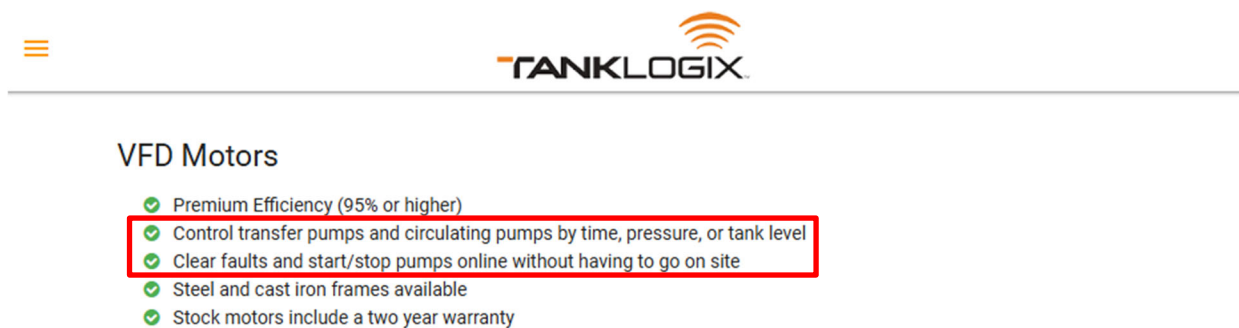 TANKLOGIX
VFD Motors
Premium Efficiency (95% or higher)
Control transfer pumps and circulating pumps by time, pressure, or tank level
Clear faults and start/stop pumps online without having to go on site
Steel and cast iron frames available
Stock motors include a two year warranty